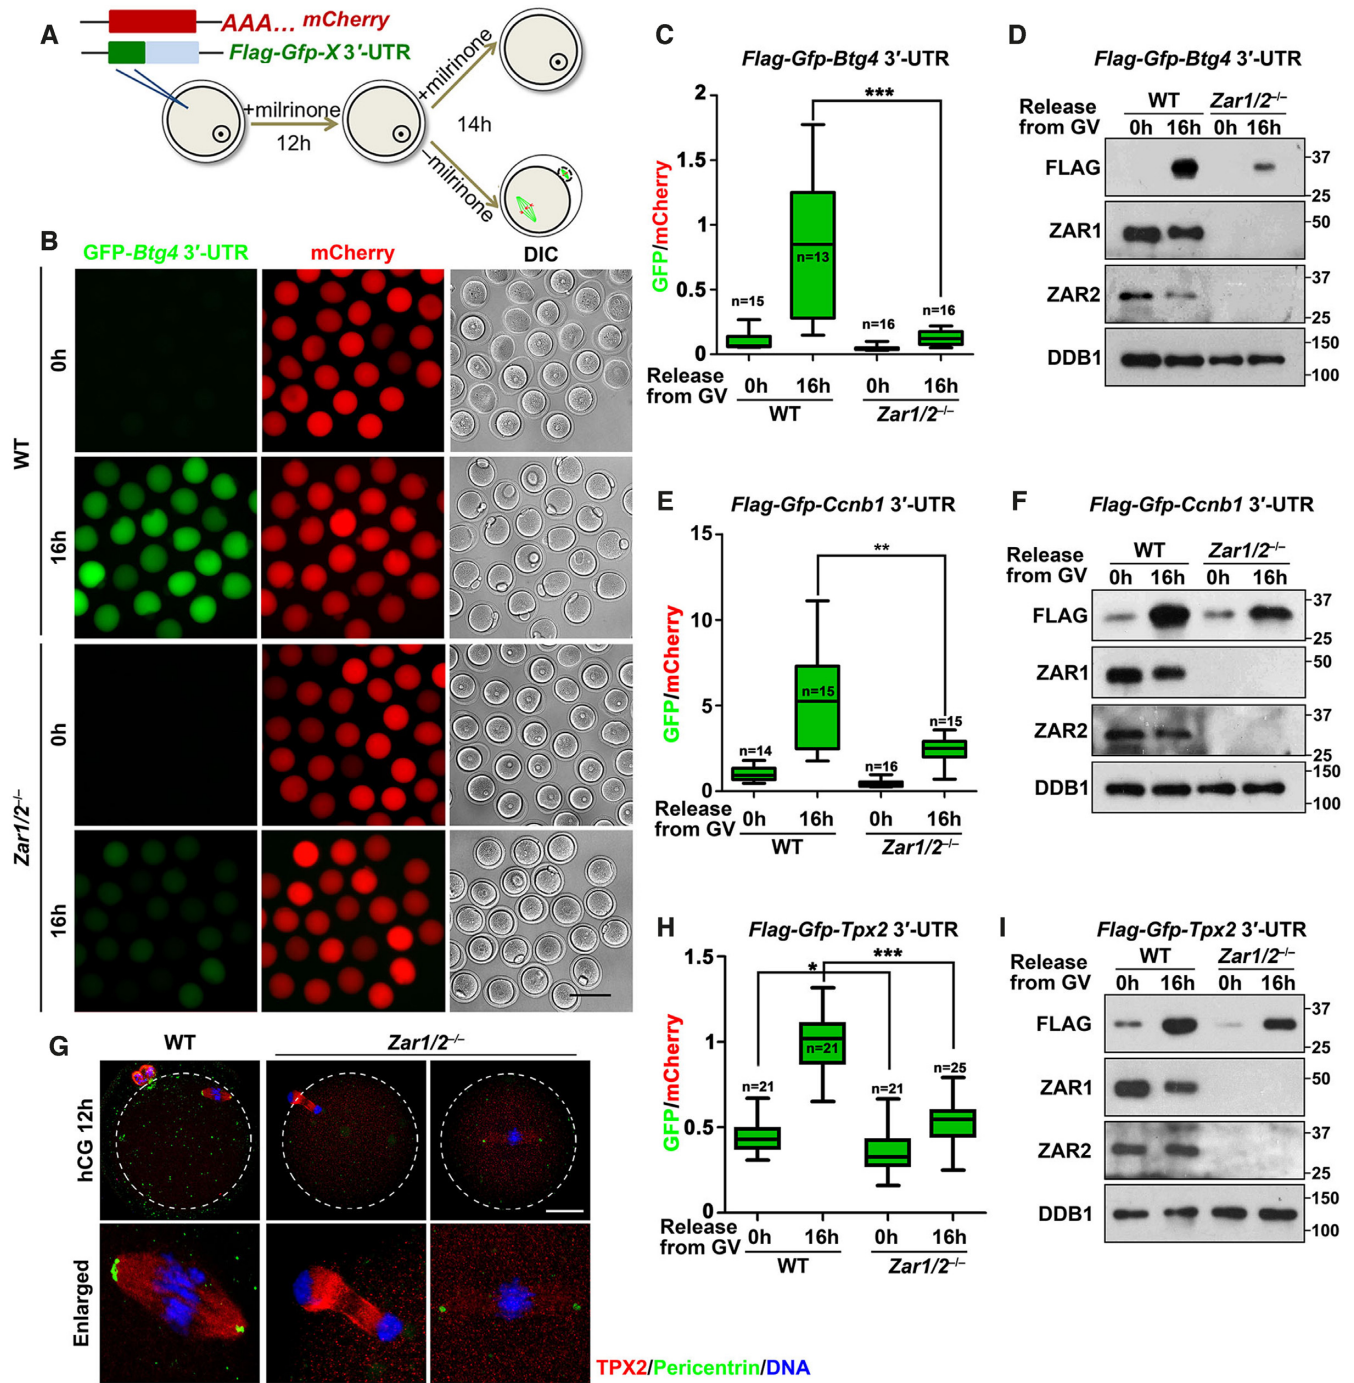 A
AAA... mCherry
Flag-Gfp-X 3′-UTR
+milrinone
12h
+milrinone
14h
–milrinone
B
GFP-Btg4 3′-UTR
mCherry
DIC
WT
0h
16h
Zar1/2–/–
0h
16h
C
Flag-Gfp-Btg4 3′-UTR
***
GFP/mCherry
2
1.5
1
0.5
0
n=15
n=13
n=16
n=16
Release from GV
0h
16h
0h
16h
WT
Zar1/2–/–
D
Flag-Gfp-Btg4 3′-UTR
WT
Zar1/2–/–
Release from GV
0h
16h
0h
16h
FLAG
37
25
ZAR1
50
ZAR2
37
25
DDB1
150
100
E
Flag-Gfp-Ccnb1 3′-UTR
**
GFP/mCherry
15
10
5
0
n=14
n=15
n=16
n=15
Release from GV
0h
16h
0h
16h
WT
Zar1/2–/–
F
Flag-Gfp-Ccnb1 3′-UTR
WT
Zar1/2–/–
Release from GV
0h
16h
0h
16h
FLAG
37
25
ZAR1
50
ZAR2
37
25
DDB1
150
100
G
WT
Zar1/2–/–
hCG 12h
Enlarged
TPX2/Pericentrin/DNA
H
Flag-Gfp-Tpx2 3′-UTR
*
***
GFP/mCherry
1.5
1
0.5
0
n=21
n=21
n=21
n=25
Release from GV
0h
16h
0h
16h
WT
Zar1/2–/–
I
Flag-Gfp-Tpx2 3′-UTR
WT
Zar1/2–/–
Release from GV
0h
16h
0h
16h
FLAG
37
25
ZAR1
50
ZAR2
37
25
DDB1
150
100